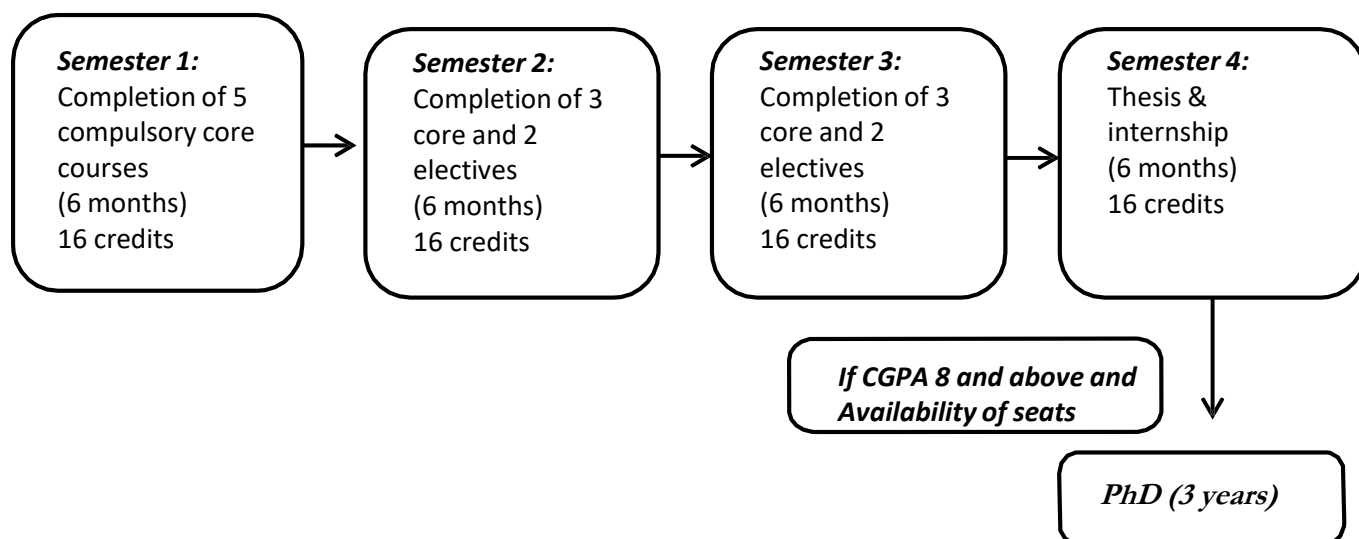 Semester 1:
Completion of 5
compulsory core
courses
(6 months)
16 credits
Semester 2:
Completion of 3
core and 2
electives
(6 months)
16 credits
Semester 3:
Completion of 3
core and 2
electives
(6 months)
16 credits
Semester 4:
Thesis &
internship
(6 months)
16 credits
If CGPA 8 and above and
Availability of seats
PhD (3 years)